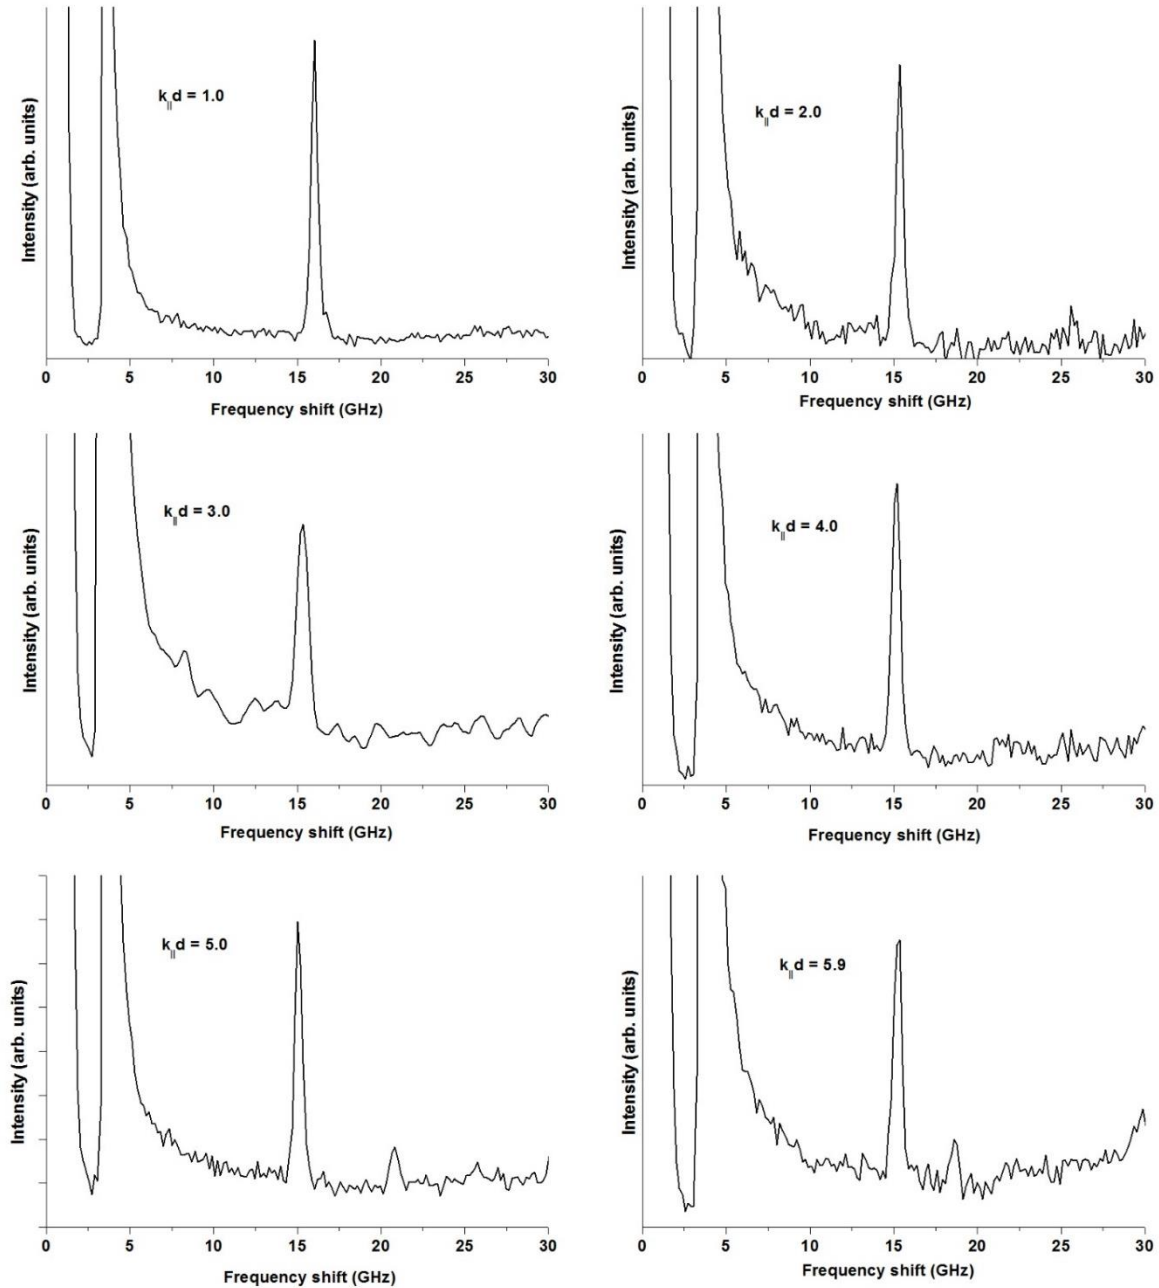 k||d = 1.0
Intensity (arb. units)
0 5 10 15 20 25 30
Frequency shift (GHz)
k||d = 2.0
Intensity (arb. units)
0 5 10 15 20 25 30
Frequency shift (GHz)
k||d = 3.0
Intensity (arb. units)
0 5 10 15 20 25 30
Frequency shift (GHz)
k||d = 4.0
Intensity (arb. units)
0 5 10 15 20 25 30
Frequency shift (GHz)
k||d = 5.0
Intensity (arb. units)
0 5 10 15 20 25 30
Frequency shift (GHz)
k||d = 5.9
Intensity (arb. units)
0 5 10 15 20 25 30
Frequency shift (GHz)